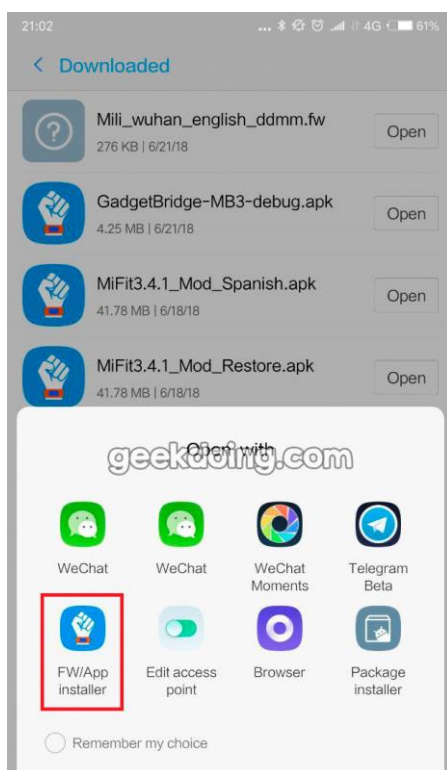 21:02
... 4G 61%
< Downloaded
Mili_wuhan_english_ddmm.fw
276 KB | 6/21/18
Open
GadgetBridge-MB3-debug.apk
4.25 MB | 6/21/18
Open
MiFit3.4.1_Mod_Spanish.apk
41.78 MB | 6/18/18
Open
MiFit3.4.1_Mod_Restore.apk
41.78 MB | 6/18/18
Open
Open with
geekdoing.com
WeChat
WeChat
WeChat
Moments
Telegram
Beta
FW/App
installer
Edit access
point
Browser
Package
installer
Remember my choice